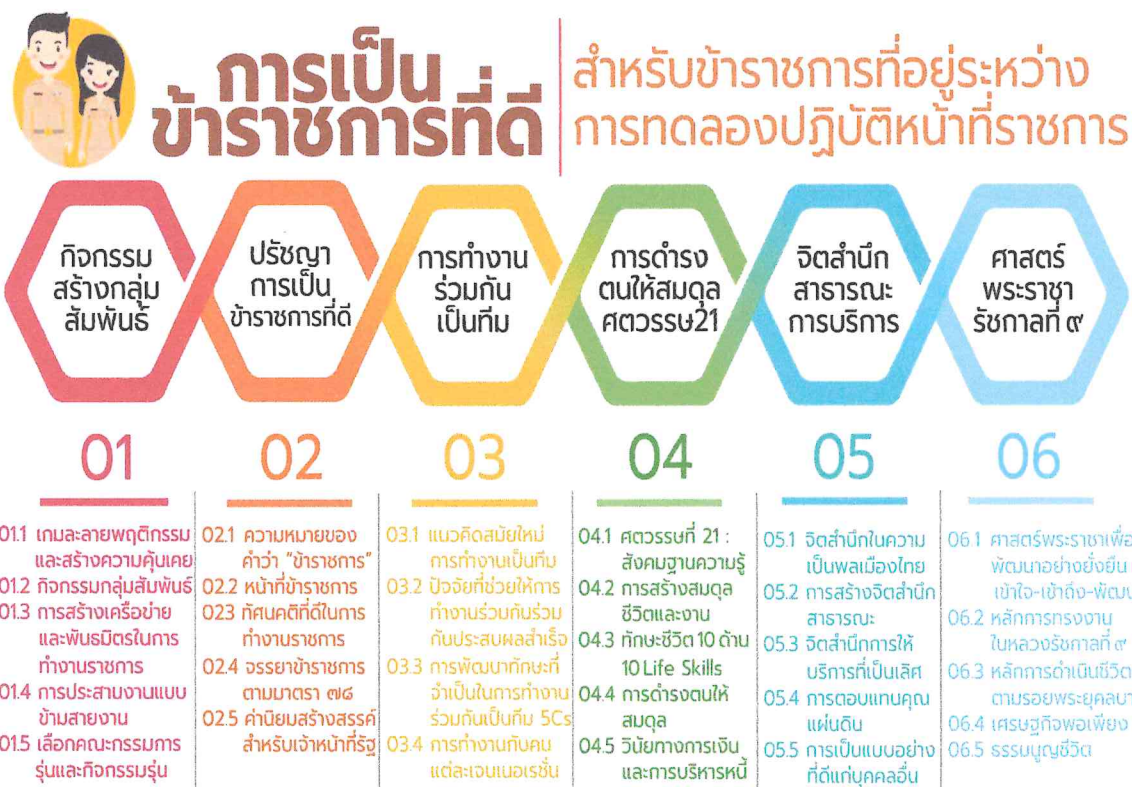 การเป็น
ข้าราชการที่ดี
สำหรับข้าราชการที่อยู่ระหว่าง
การทดลองปฏิบัติหน้าที่ราชการ
กิจกรรม
สร้างกลุ่ม
สัมพันธ์
ปรัชญา
การเป็น
ข้าราชการที่ดี
การทำงาน
ร่วมกัน
เป็นทีม
การดำรง
ตนให้สมดุล
ศตวรรษ21
จิตสำนึก
สาธารณะ
การบริการ
ศาสตร์
พระราชา
รัชกาลที่ ๙
01
01.1 เกมละลายพฤติกรรม
และสร้างความคุ้นเคย
01.2 กิจกรรมกลุ่มสัมพันธ์
01.3 การสร้างเครือข่าย
และพันธมิตรในการ
ทำงานราชการ
01.4 การประสานงานแบบ
ข้ามสายงาน
01.5 เลือกคณะกรรมการ
รุ่นและกิจกรรมรุ่น
02
02.1 ความหมายของ
คำว่า "ข้าราชการ"
02.2 หน้าที่ข้าราชการ
023 ทัศนคติที่ดีในการ
ทำงานราชการ
02.4 จรรยาข้าราชการ
ตามมาตรา ๗๘
02.5 ค่านิยมสร้างสรรค์
สำหรับเจ้าหน้าที่รัฐ
03
03.1 แนวคิดสมัยใหม่
การทำงานเป็นทีม
03.2 ปัจจัยที่ช่วยให้การ
ทำงานร่วมกันร่วม
กันประสบผลสำเร็จ
03.3 การพัฒนาทักษะที่
จำเป็นในการทำงาน
ร่วมกันเป็นทีม 5Cs
03.4 การทำงานกับคน
แต่ละเจนเนอเรชั่น
04
04.1 ศตวรรษที่ 21 :
สังคมฐานความรู้
04.2 การสร้างสมดุล
ชีวิตและงาน
04.3 ทักษะชีวิต 10 ด้าน
10 Life Skills
04.4 การดำรงตนให้
สมดุล
04.5 วินัยทางการเงิน
และการบริหารหนี้
05
05.1 จิตสำนึกในความ
เป็นพลเมืองไทย
05.2 การสร้างจิตสำนึก
สาธารณะ
05.3 จิตสำนึกการให้
บริการที่เป็นเลิศ
05.4 การตอบแทนคุณ
แผ่นดิน
05.5 การเป็นแบบอย่าง
ที่ดีแก่บุคคลอื่น
06
06.1 ศาสตร์พระราชาเพื่อ
พัฒนาอย่างยั่งยืน
เข้าใจ-เข้าถึง-
06.2 หลักการทรงงาน
ในหลวงรัชกาลที่ ๙
06.3 หลักการดำเนินชีวิต
ตามรอย
06.4 เศรษฐกิจพอเพียง
06.5 ธรรมนูญชีวิต